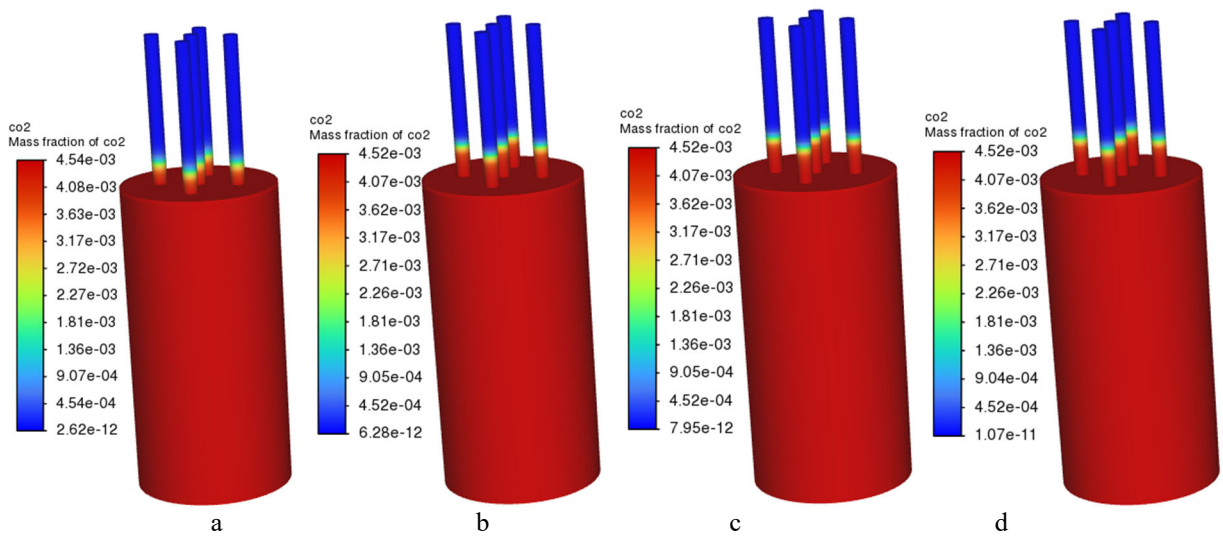 co2
Mass fraction of co2
4.54e-03
4.08e-03
3.63e-03
3.17e-03
2.72e-03
2.27e-03
1.81e-03
1.36e-03
9.07e-04
4.54e-04
2.62e-12
a
co2
Mass fraction of co2
4.52e-03
4.07e-03
3.62e-03
3.17e-03
2.71e-03
2.26e-03
1.81e-03
1.36e-03
9.05e-04
4.52e-04
6.28e-12
b
co2
Mass fraction of co2
4.52e-03
4.07e-03
3.62e-03
3.17e-03
2.71e-03
2.26e-03
1.81e-03
1.36e-03
9.05e-04
4.52e-04
7.95e-12
c
co2
Mass fraction of co2
4.52e-03
4.07e-03
3.62e-03
3.17e-03
2.71e-03
2.26e-03
1.81e-03
1.36e-03
9.04e-04
4.52e-04
1.07e-11
d